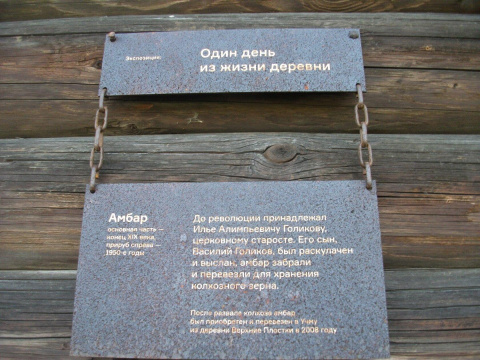 Экспозиция:
Один день
из жизни деревни
Амбар
основная часть —
конец XIX века,
прируб справа —
1950-е годы
До революции принадлежал
Илье Алимпьевичу Голикову,
церковному старосте. Его сын,
Василий Голиков, был раскулачен
и выслан, амбар забрали
и перевезли для хранения
колхозного зерна.
После развала колхоза амбар
был приобретен и перевезен в Учму
из деревни Верхние Плостки в 2008 году